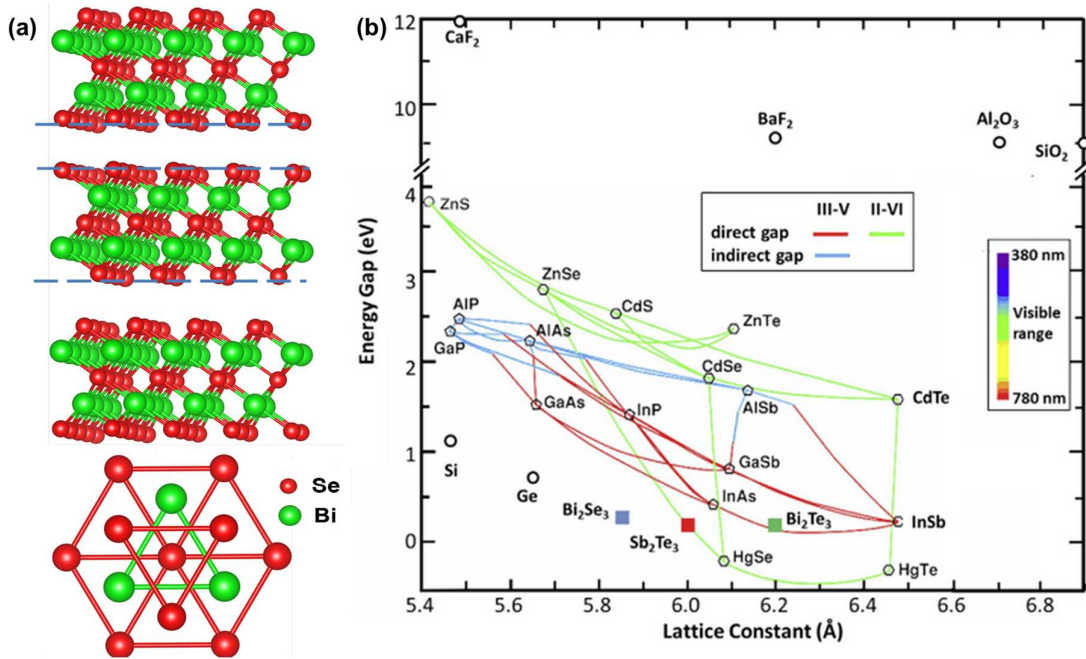 (a)
Se
Bi
(b)
12
10
4
3
2
1
0
Energy Gap (eV)
CaF₂
BaF₂
Al₂O₃
SiO₂
III-V II-VI
direct gap
indirect gap
380 nm
Visible
range
780 nm
ZnS
ZnSe
CdS
ZnTe
AlP
AlAs
GaP
CdSe
AlSb
CdTe
GaAs
InP
Si
Ge
GaSb
InAs
InSb
Bi₂Se₃
Sb₂Te₃
Bi₂Te₃
HgSe
HgTe
5.4 5.6 5.8 6.0 6.2 6.4 6.6 6.8
Lattice Constant (Å)